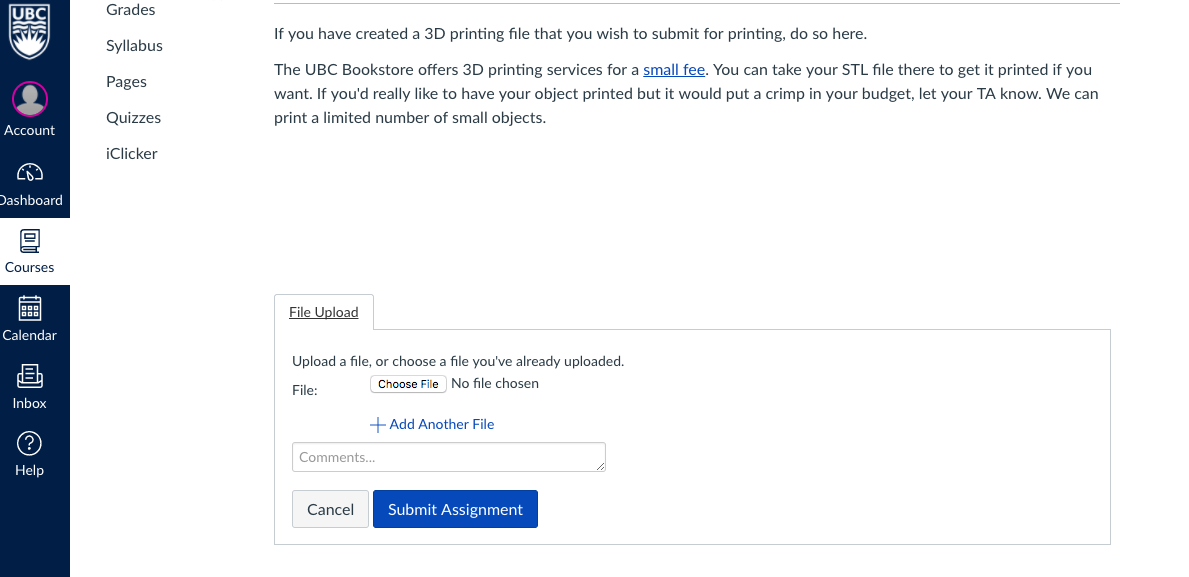 UBC
Account
Dashboard
Courses
Calendar
Inbox
Help
Grades
Syllabus
Pages
Quizzes
iClicker
If you have created a 3D printing file that you wish to submit for printing, do so here.
The UBC Bookstore offers 3D printing services for a small fee. You can take your STL file there to get it printed if you
want. If you'd really like to have your object printed but it would put a crimp in your budget, let your TA know. We can
print a limited number of small objects.
File Upload
Upload a file, or choose a file you've already uploaded.
File: Choose File No file chosen
Add Another File
Comments...
Cancel Submit Assignment